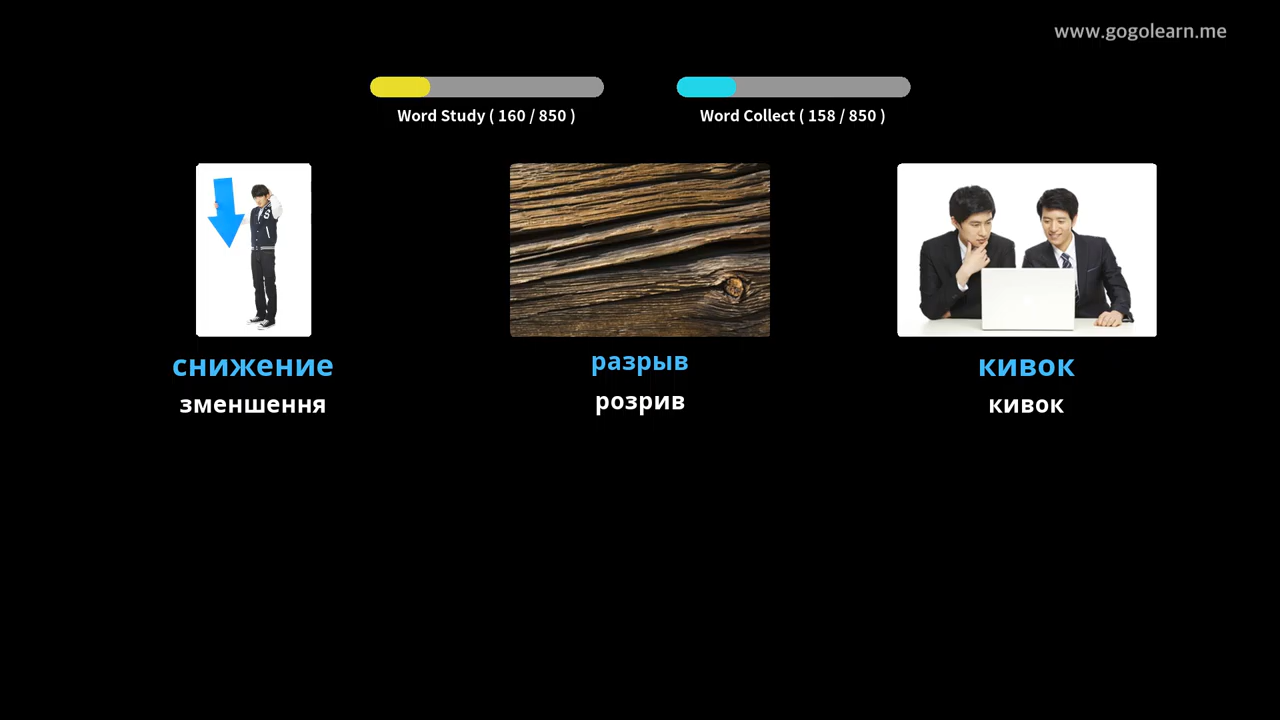 www.gogolearn.me
Word Study ( 160 / 850 )
Word Collect ( 158 / 850 )
снижение
зменшення
разрыв
розрив
кивок
кивок